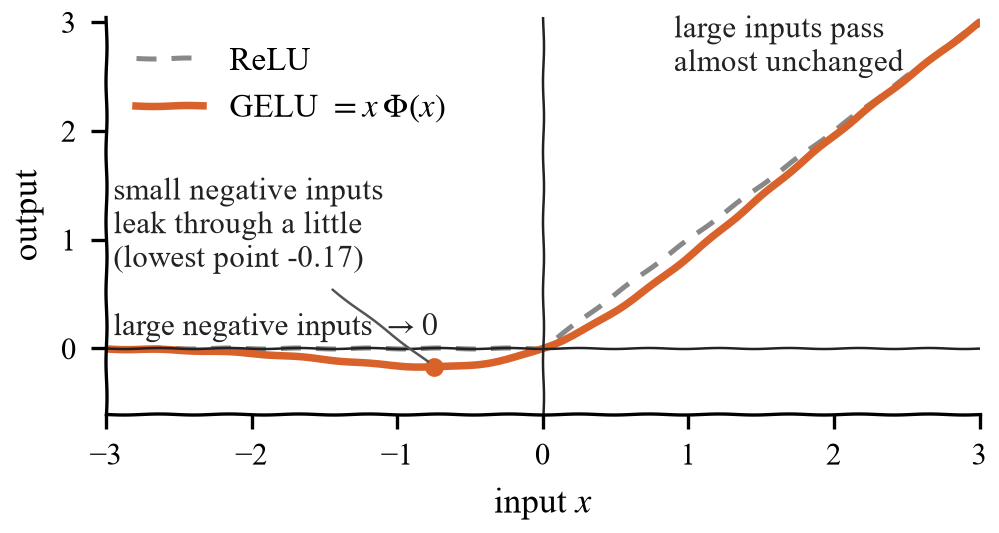 3
2
1
0
output
ReLU
GELU = x Φ(x)
large inputs pass
almost unchanged
small negative inputs
leak through a little
(lowest point -0.17)
large negative inputs → 0
−3
−2
−1
0
1
2
3
input x